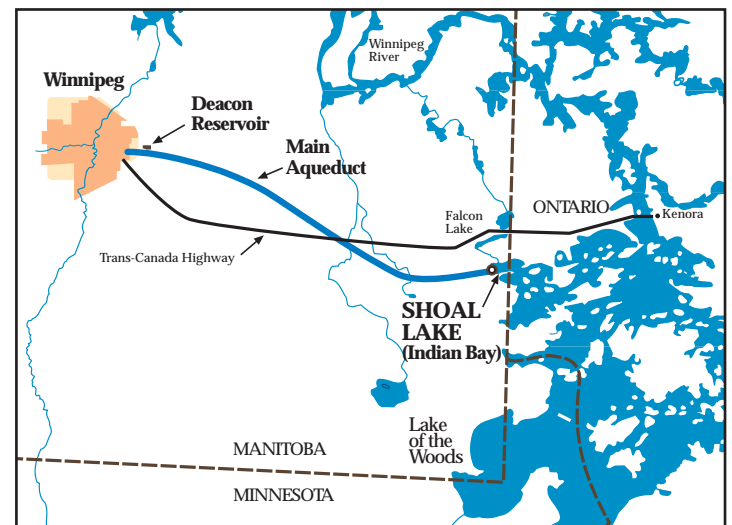 Winnipeg
River
Winnipeg
Deacon
Reservoir
Main
Aqueduct
Falcon
Lake
ONTARIO
Kenora
Trans-Canada Highway
SHOAL
LAKE
(Indian Bay)
Lake
of the
Woods
MANITOBA
MINNESOTA